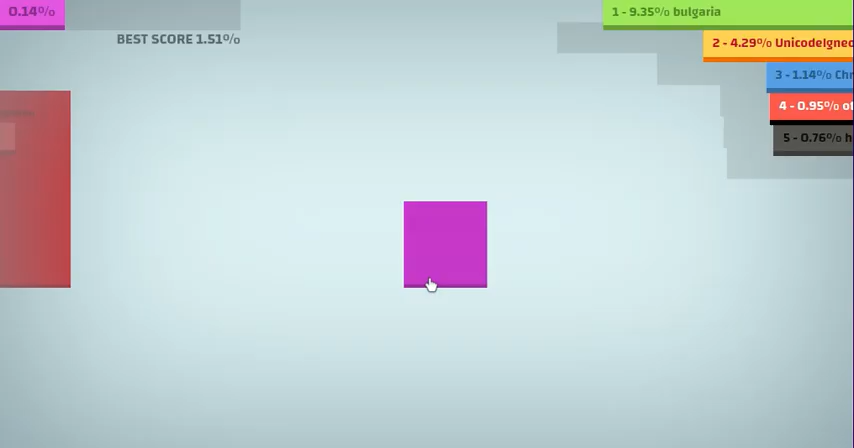 0.14%
BEST SCORE 1.51%
1 - 9.35% bulgaria
2 - 4.29%
3 - 1.14%
4 - 0.95%
5 - 0.76%